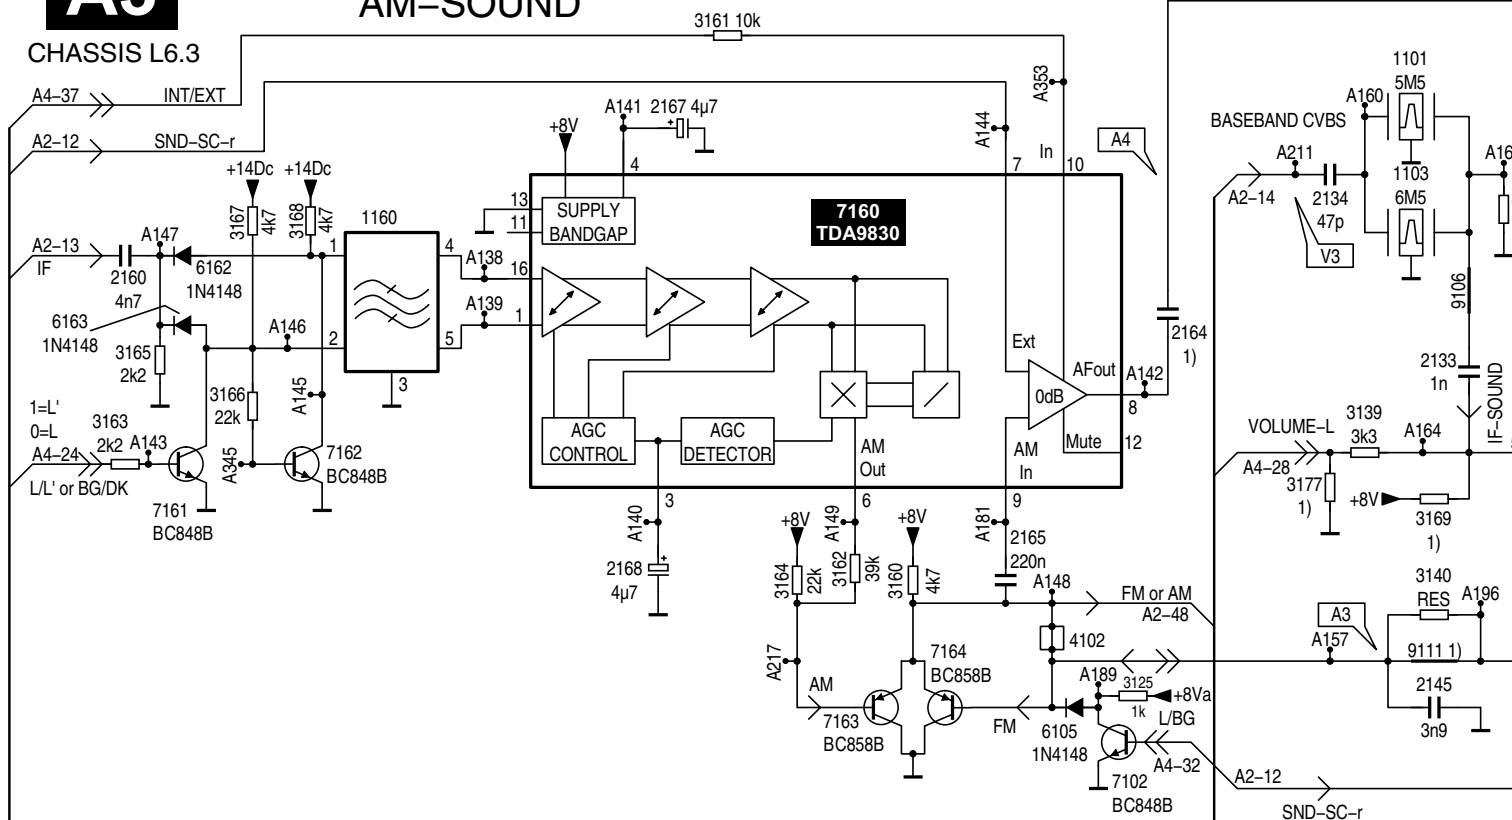 A5
AM–SOUND
CHASSIS L6.3
3161 10k
A4–37
INT/EXT
A2–12
SND–SC–r
+14Dc
+14Dc
3167
4k7
3168
4k7
A2–13
IF
A147
2160
4n7
6162
1N4148
6163
1N4148
3165
2k2
A146
3166
22k
A145
1=L'
0=L
3163
2k2
A143
A4–24
L/L' or BG/DK
7161
BC848B
A345
7162
BC848B
1160
1
2
3
4
5
A138
A139
+8V
A141
2167 4µ7
+
4
13
11
16
1
SUPPLY
BANDGAP
7160
TDA9830
AGC
CONTROL
AGC
DETECTOR
AM
Out
Ext
0dB
AM
In
AFout
Mute
In
A144
A353
7
10
A142
8
12
3
6
9
A140
2168
4µ7
+
A149
A181
2165
220n
+8V
3164
22k
3162
39k
+8V
3160
4k7
A217
AM
7163
BC858B
7164
BC858B
FM
A148
4102
FM or AM
A2–48
A189
3125
1k
+8Va
L/BG
6105
1N4148
A4–32
7102
BC848B
A4
2164
1)
BASEBAND CVBS
A211
A2–14
2134
47p
V3
A160
1101
5M5
1103
6M5
A16
9106
2133
1n
IF–SOUND
VOLUME–L
A4–28
3139
3k3
A164
3177
1)
+8V
3169
1)
3140
RES
A196
A3
A157
9111 1)
2145
3n9
A2–12
SND–SC–r